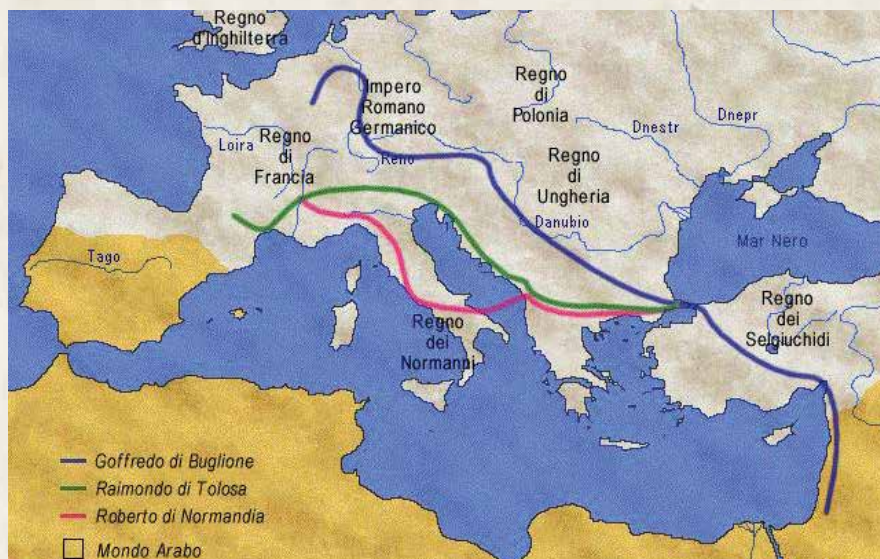 Regno
d'Inghilterra
Impero
Romano
Germanico
Regno
di
Polonia
Dnestr
Dnepr
Loira
Regno
di
Francia
Reno
Regno
di
Ungheria
Danubio
Mar Nero
Tago
Regno
dei
Selgiuchidi
Regno
dei
Normanni
Goffredo di Buglione
Raimondo di Tolosa
Roberto di Normandia
Mondo Arabo